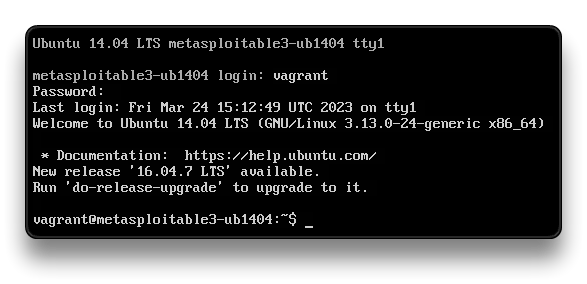 Ubuntu 14.04 LTS metasploitable3-ub1404 tty1
metasploitable3-ub1404 login: vagrant
Password:
Last login: Fri Mar 24 15:12:49 UTC 2023 on tty1
Welcome to Ubuntu 14.04 LTS (GNU/Linux 3.13.0-24-generic x86_64)
* Documentation:  https://help.ubuntu.com/
New release '16.04.7 LTS' available.
Run 'do-release-upgrade' to upgrade to it.
vagrant@metasploitable3-ub1404:~$ _